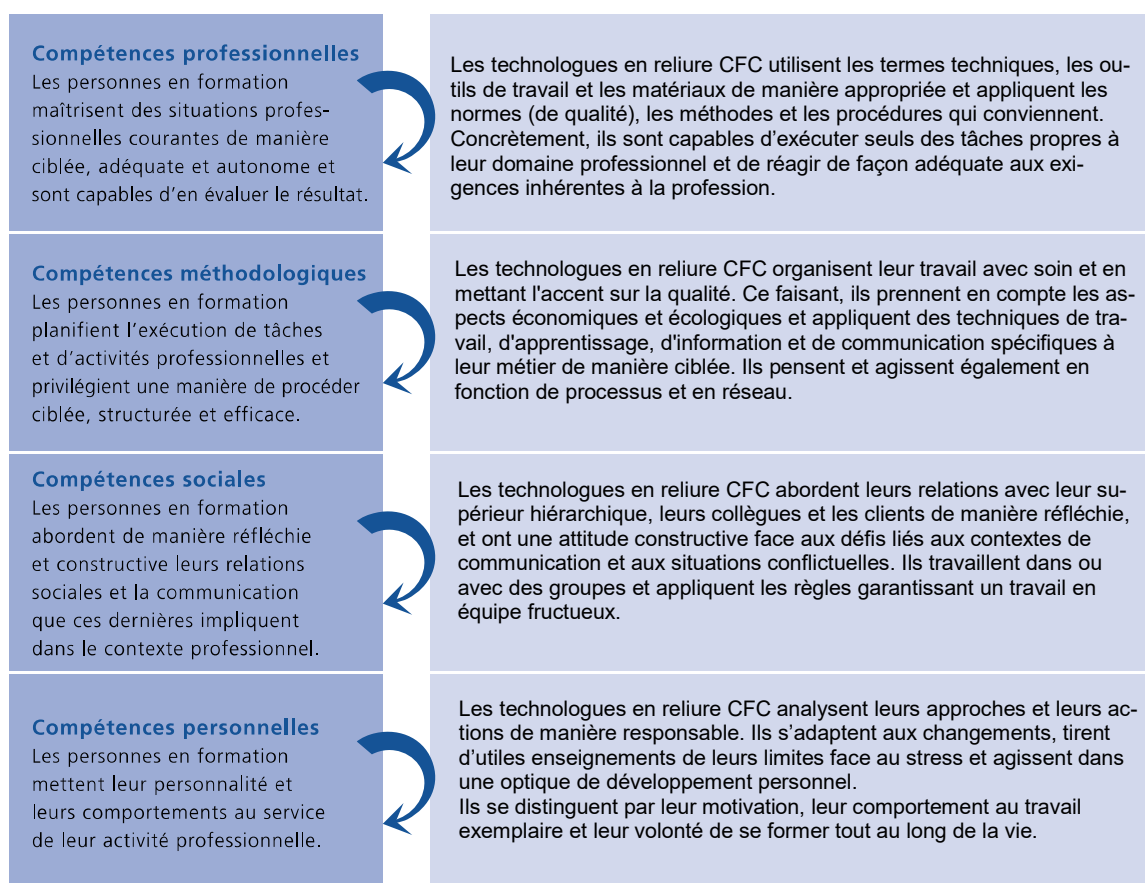 Compétences professionnelles
Les personnes en formation
maîtrisent des situations profes-
sionnelles courantes de manière
ciblée, adéquate et autonome et
sont capables d'en évaluer le résultat.
Les technologues en reliure CFC utilisent les termes techniques, les ou-
tils de travail et les matériaux de manière appropriée et appliquent les
normes (de qualité), les méthodes et les procédures qui conviennent.
Concrètement, ils sont capables d’exécuter seuls des tâches propres à
leur domaine professionnel et de réagir de façon adéquate aux exi-
gences inhérentes à la profession.
Compétences méthodologiques
Les personnes en formation
planifient l’exécution de tâches
et d’activités professionnelles et
privilégient une manière de procéder
ciblée, structurée et efficace.
Les technologues en reliure CFC organisent leur travail avec soin et en
mettant l'accent sur la qualité. Ce faisant, ils prennent en compte les as-
pects économiques et écologiques et appliquent des techniques de tra-
vail, d'apprentissage, d'information et de communication spécifiques à
leur métier de manière ciblée. Ils pensent et agissent également en
fonction de processus et en réseau.
Compétences sociales
Les personnes en formation
abordent de manière réfléchie
et constructive leurs relations
sociales et la communication
que ces dernières impliquent
dans le contexte professionnel.
Les technologues en reliure CFC abordent leurs relations avec leur su-
périeur hiérarchique, leurs collègues et les clients de manière réfléchie,
et ont une attitude constructive face aux défis liés aux contextes de
communication et aux situations conflictuelles. Ils travaillent dans ou
avec des groupes et appliquent les règles garantissant un travail en
équipe fructueux.
Compétences personnelles
Les personnes en formation
mettent leur personnalité et
leurs comportements au service
de leur activité professionnelle.
Les technologues en reliure CFC analysent leurs approches et leurs ac-
tions de manière responsable. Ils s’adaptent aux changements, tirent
d’utiles enseignements de leurs limites face au stress et agissent dans
une optique de développement personnel.
Ils se distinguent par leur motivation, leur comportement au travail
exemplaire et leur volonté de se former tout au long de la vie.